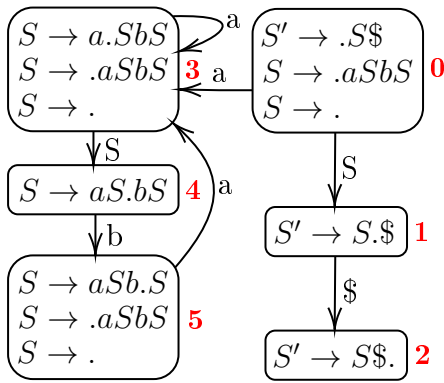 S → a.SbS
S → .aSbS
S → .
3
a
S' → .S$
S → .aSbS
S → .
0
a
S
S
S → aS.bS
4
a
b
S' → S.$
1
S → aSb.S
S → .aSbS
S → .
5
$
S' → S$.
2